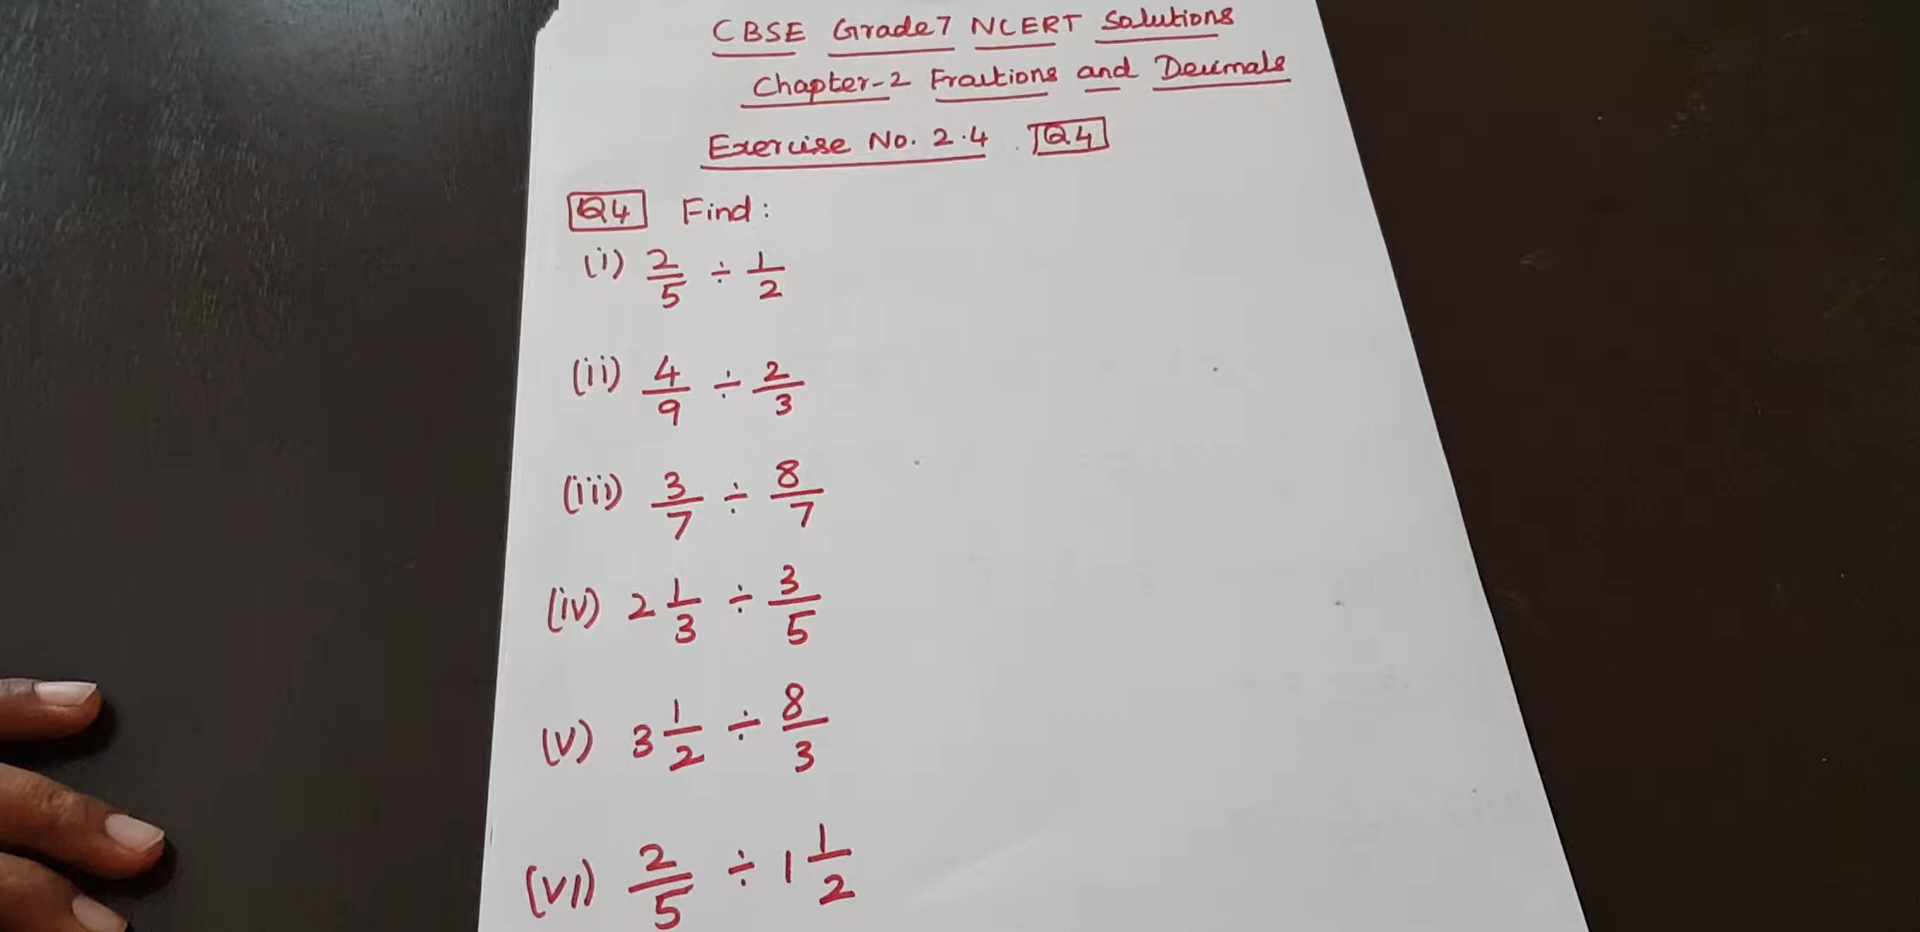 CBSE Grade 7 NCERT Solutions
Chapter-2 Fractions and Decimals
Exercise No. 2.4 Q4
Q4 Find:
(i) 2/5 ÷ 1/2
(ii) 4/9 ÷ 2/3
(iii) 3/7 ÷ 8/7
(iv) 2 1/3 ÷ 3/5
(v) 3 1/2 ÷ 8/3
(vi) 2/5 ÷ 1 1/2